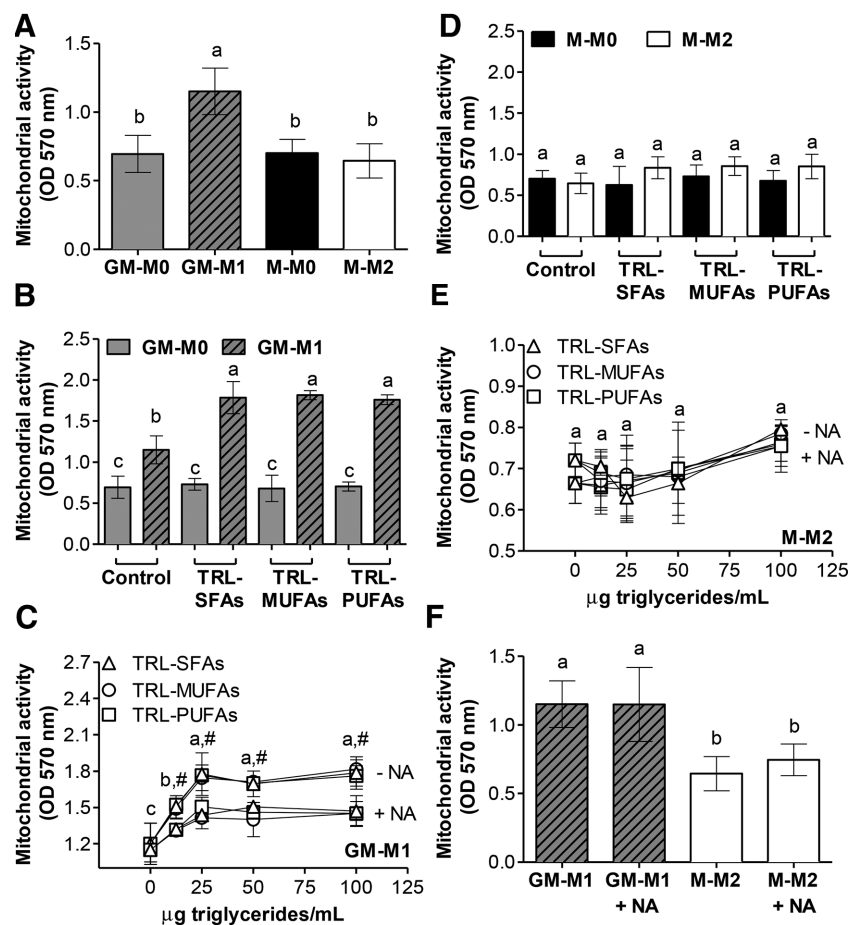 A
Mitochondrial activity
(OD 570 nm)
1.5
1.0
0.5
0.0
b
a
b
b
GM-M0
GM-M1
M-M0
M-M2
B
Mitochondrial activity
(OD 570 nm)
2.5
2.0
1.5
1.0
0.5
0.0
GM-M0
GM-M1
c
b
c
a
c
a
c
a
Control
TRL-
SFAs
TRL-
MUFAs
TRL-
PUFAs
C
Mitochondrial activity
(OD 570 nm)
2.7
2.4
2.1
1.8
1.5
1.2
TRL-SFAs
TRL-MUFAs
TRL-PUFAs
c
b,#
a,#
a,#
a,#
- NA
+ NA
GM-M1
0
25
50
75
100
125
μg triglycerides/mL
D
Mitochondrial activity
(OD 570 nm)
2.5
2.0
1.5
1.0
0.5
0.0
M-M0
M-M2
a
a
a
a
a
a
a
a
Control
TRL-
SFAs
TRL-
MUFAs
TRL-
PUFAs
E
Mitochondrial activity
(OD 570 nm)
1.0
0.9
0.8
0.7
0.6
0.5
TRL-SFAs
TRL-MUFAs
TRL-PUFAs
a
a
a
a
a
- NA
+ NA
M-M2
0
25
50
75
100
125
μg triglycerides/mL
F
Mitochondrial activity
(OD 570 nm)
1.5
1.0
0.5
0.0
a
a
b
b
GM-M1
GM-M1
+ NA
M-M2
M-M2
+ NA